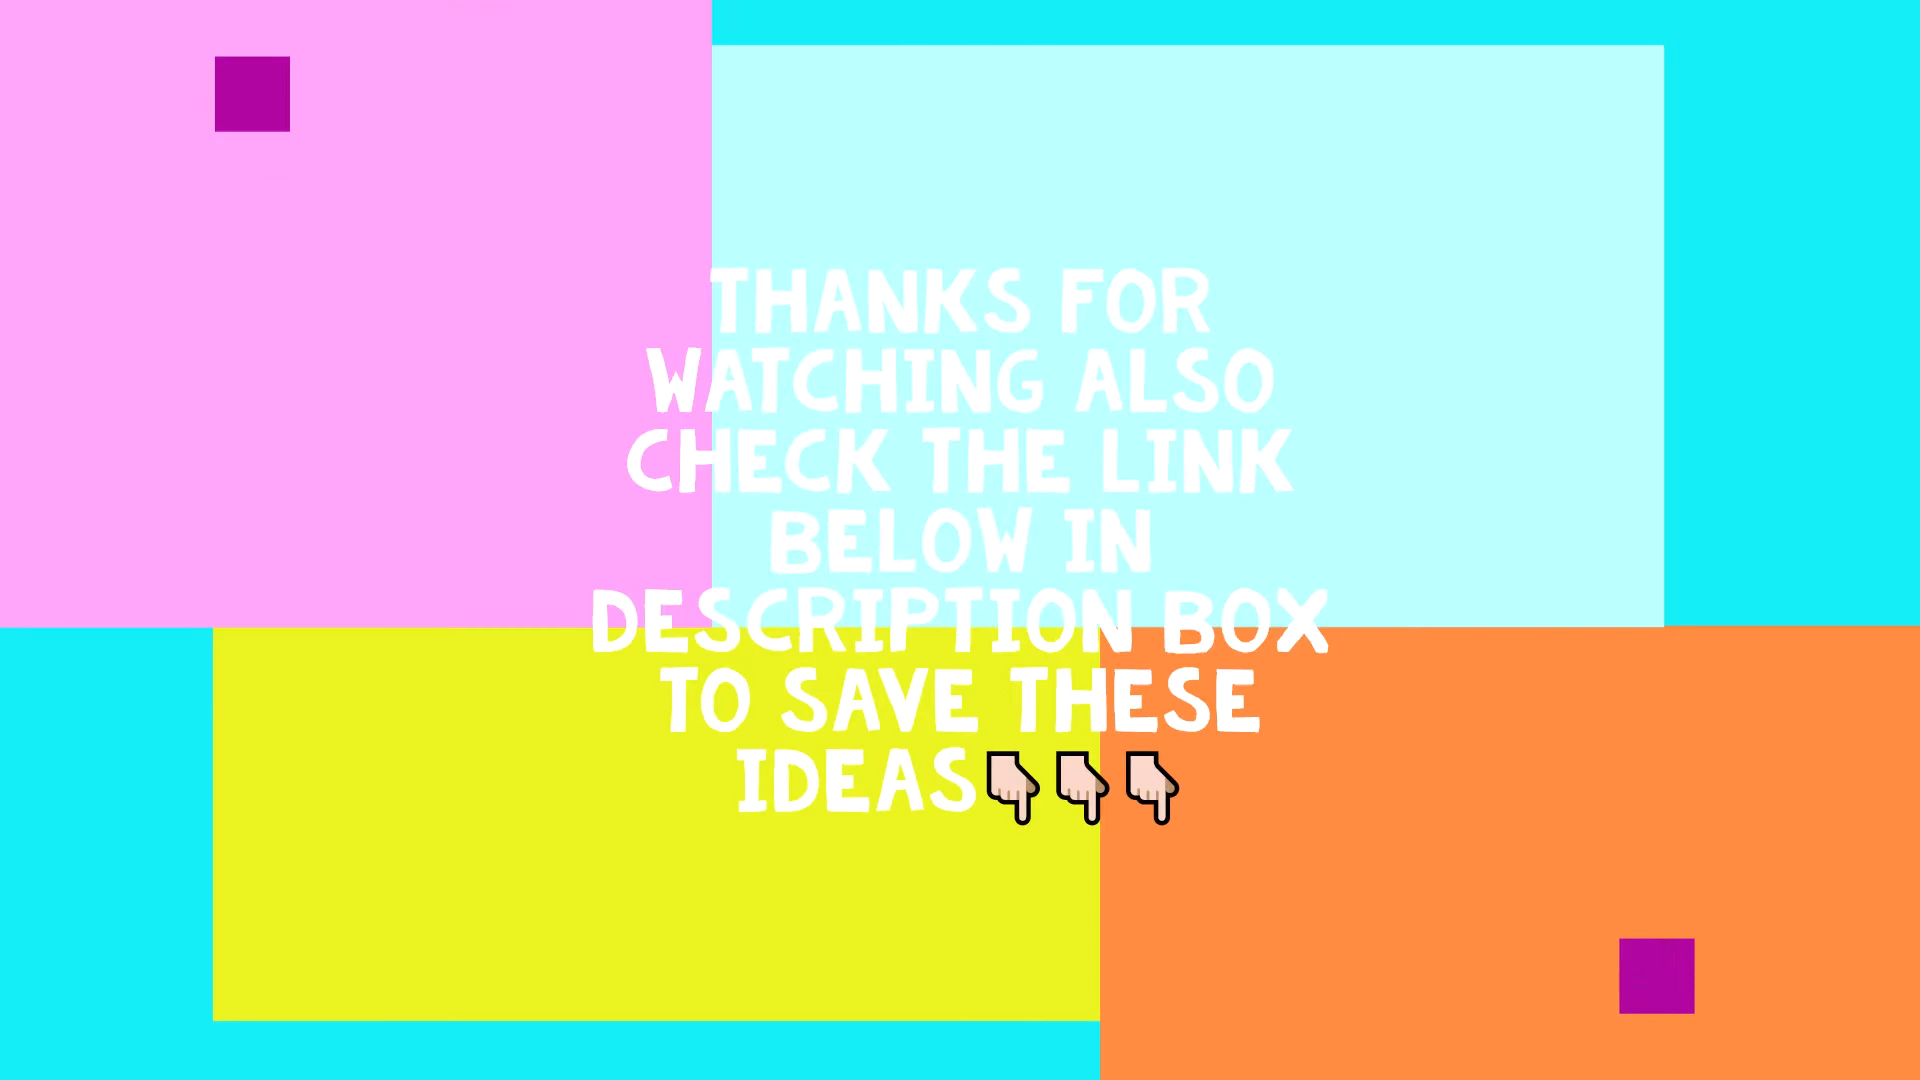 THANKS FOR
WATCHING ALSO
CHECK THE LINK
BELOW IN
DESCRIPTION BOX
TO SAVE THESE
IDEAS👇👇👇